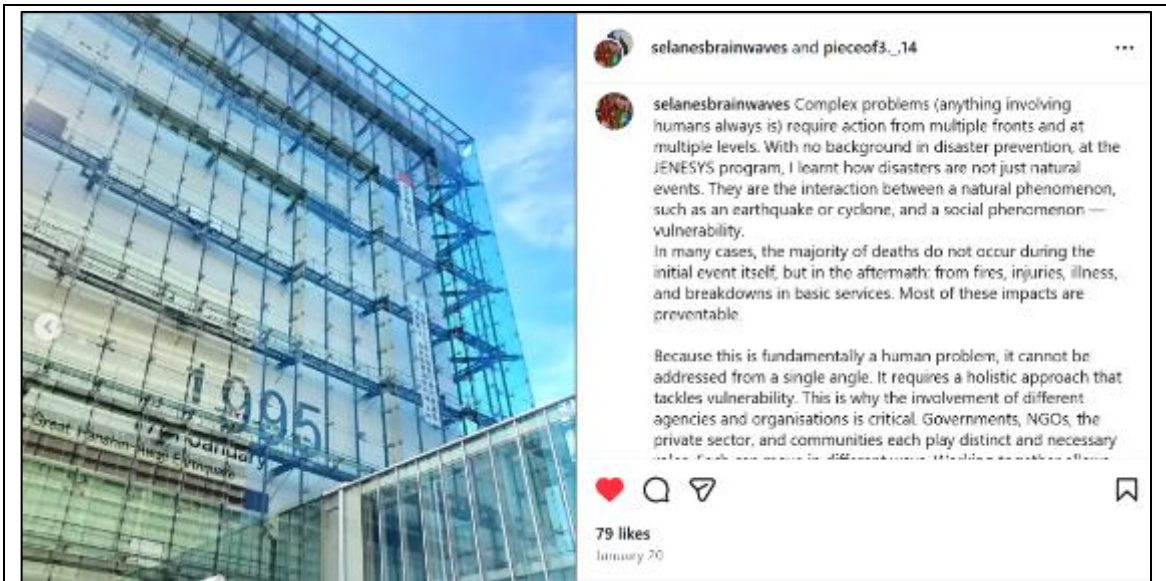 1995
17th January
Great Hanshin-Awaji Earthquake
selanesbrainwaves and pieceof3._.14
selanesbrainwaves Complex problems (anything involving
humans always is) require action from multiple fronts and at
multiple levels. With no background in disaster prevention, at the
JENESYS program, I learnt how disasters are not just natural
events. They are the interaction between a natural phenomenon,
such as an earthquake or cyclone, and a social phenomenon —
vulnerability.
In many cases, the majority of deaths do not occur during the
initial event itself, but in the aftermath: from fires, injuries, illness,
and breakdowns in basic services. Most of these impacts are
preventable.
Because this is fundamentally a human problem, it cannot be
addressed from a single angle. It requires a holistic approach that
tackles vulnerability. This is why the involvement of different
agencies and organisations is critical. Governments, NGOs, the
private sector, and communities each play distinct and necessary
79 likes
January 20